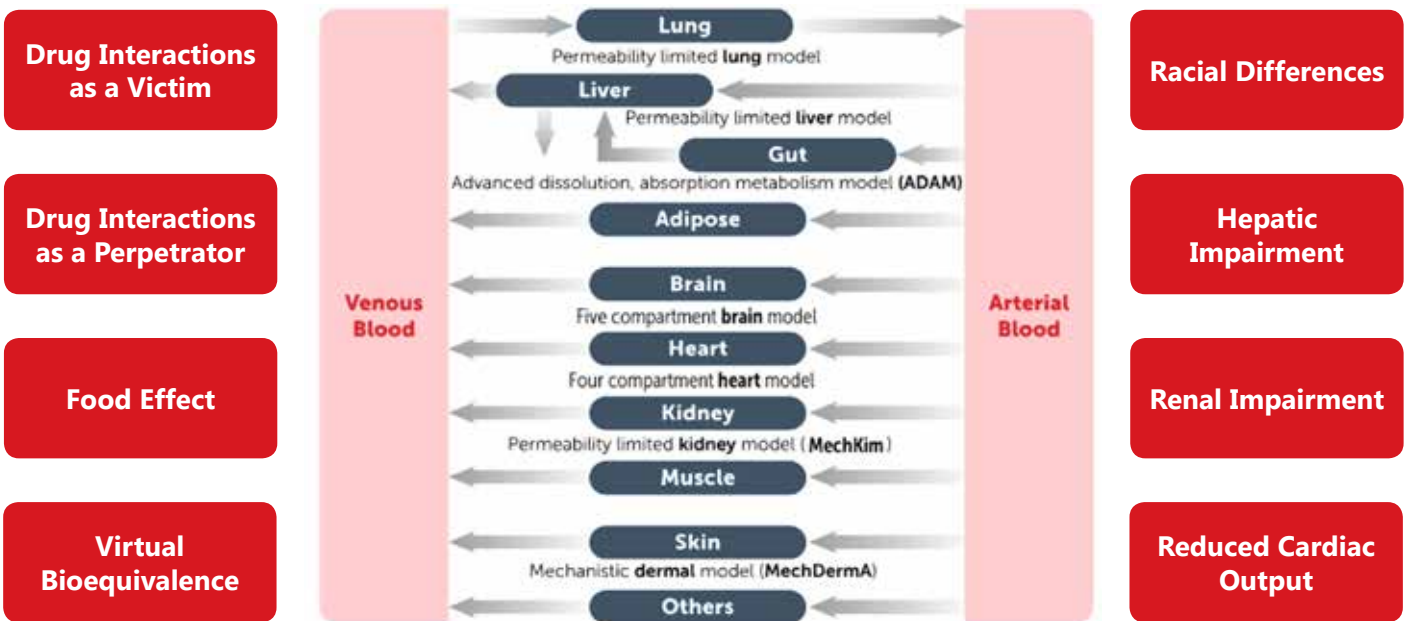 Drug Interactions
as a Victim
Drug Interactions
as a Perpetrator
Food Effect
Virtual
Bioequivalence
Venous
Blood
Lung
Permeability limited lung model
Liver
Permeability limited liver model
Gut
Advanced dissolution, absorption metabolism model (ADAM)
Adipose
Brain
Five compartment brain model
Heart
Four compartment heart model
Kidney
Permeability limited kidney model ( MechKim )
Muscle
Skin
Mechanistic dermal model (MechDermA)
Others
Arterial
Blood
Racial Differences
Hepatic
Impairment
Renal Impairment
Reduced Cardiac
Output